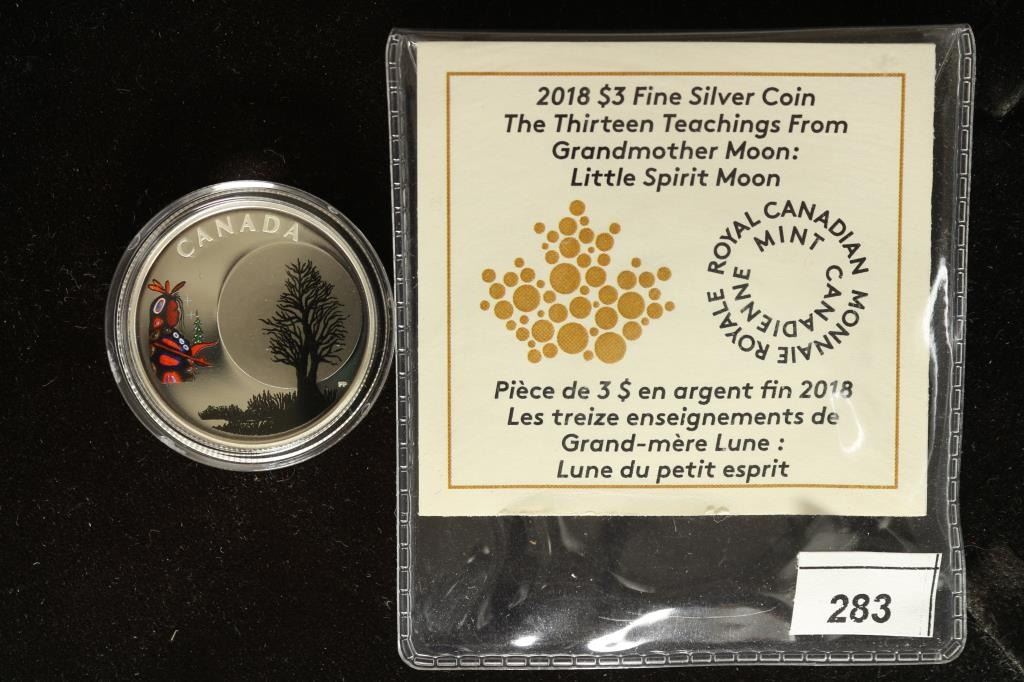 CANADA
FP
2018 $3 Fine Silver Coin
The Thirteen Teachings From
Grandmother Moon:
Little Spirit Moon
ROYAL CANADIAN MINT
MONNAIE ROYALE CANADIENNE
Pièce de 3 $ en argent fin 2018
Les treize enseignements de
Grand-mère Lune :
Lune du petit esprit
283